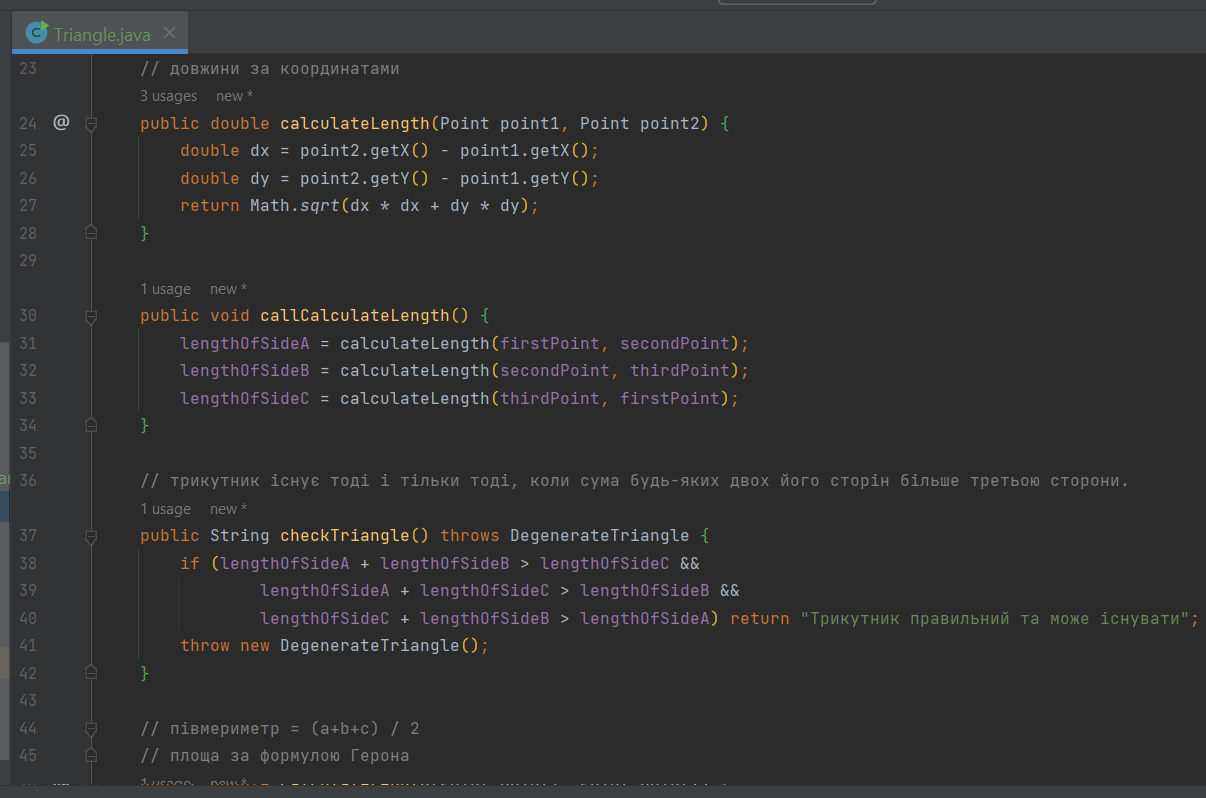 Triangle.java
23 // довжини за координатами
3 usages new *
24 @ public double calculateLength(Point point1, Point point2) {
25 double dx = point2.getX() - point1.getX();
26 double dy = point2.getY() - point1.getY();
27 return Math.sqrt(dx * dx + dy * dy);
28 }
29
1 usage new *
30 public void callCalculateLength() {
31 lengthOfSideA = calculateLength(firstPoint, secondPoint);
32 lengthOfSideB = calculateLength(secondPoint, thirdPoint);
33 lengthOfSideC = calculateLength(thirdPoint, firstPoint);
34 }
35
36 // трикутник існує тоді і тільки тоді, коли сума будь-яких двох його сторін більше третьою сторони.
1 usage new *
37 public String checkTriangle() throws DegenerateTriangle {
38 if (lengthOfSideA + lengthOfSideB > lengthOfSideC &&
39 lengthOfSideA + lengthOfSideC > lengthOfSideB &&
40 lengthOfSideC + lengthOfSideB > lengthOfSideA) return "Трикутник правильний та може існувати";
41 throw new DegenerateTriangle();
42 }
43
44 // півмериметр = (a+b+c) / 2
45 // площа за формулою Герона
1 usage new *